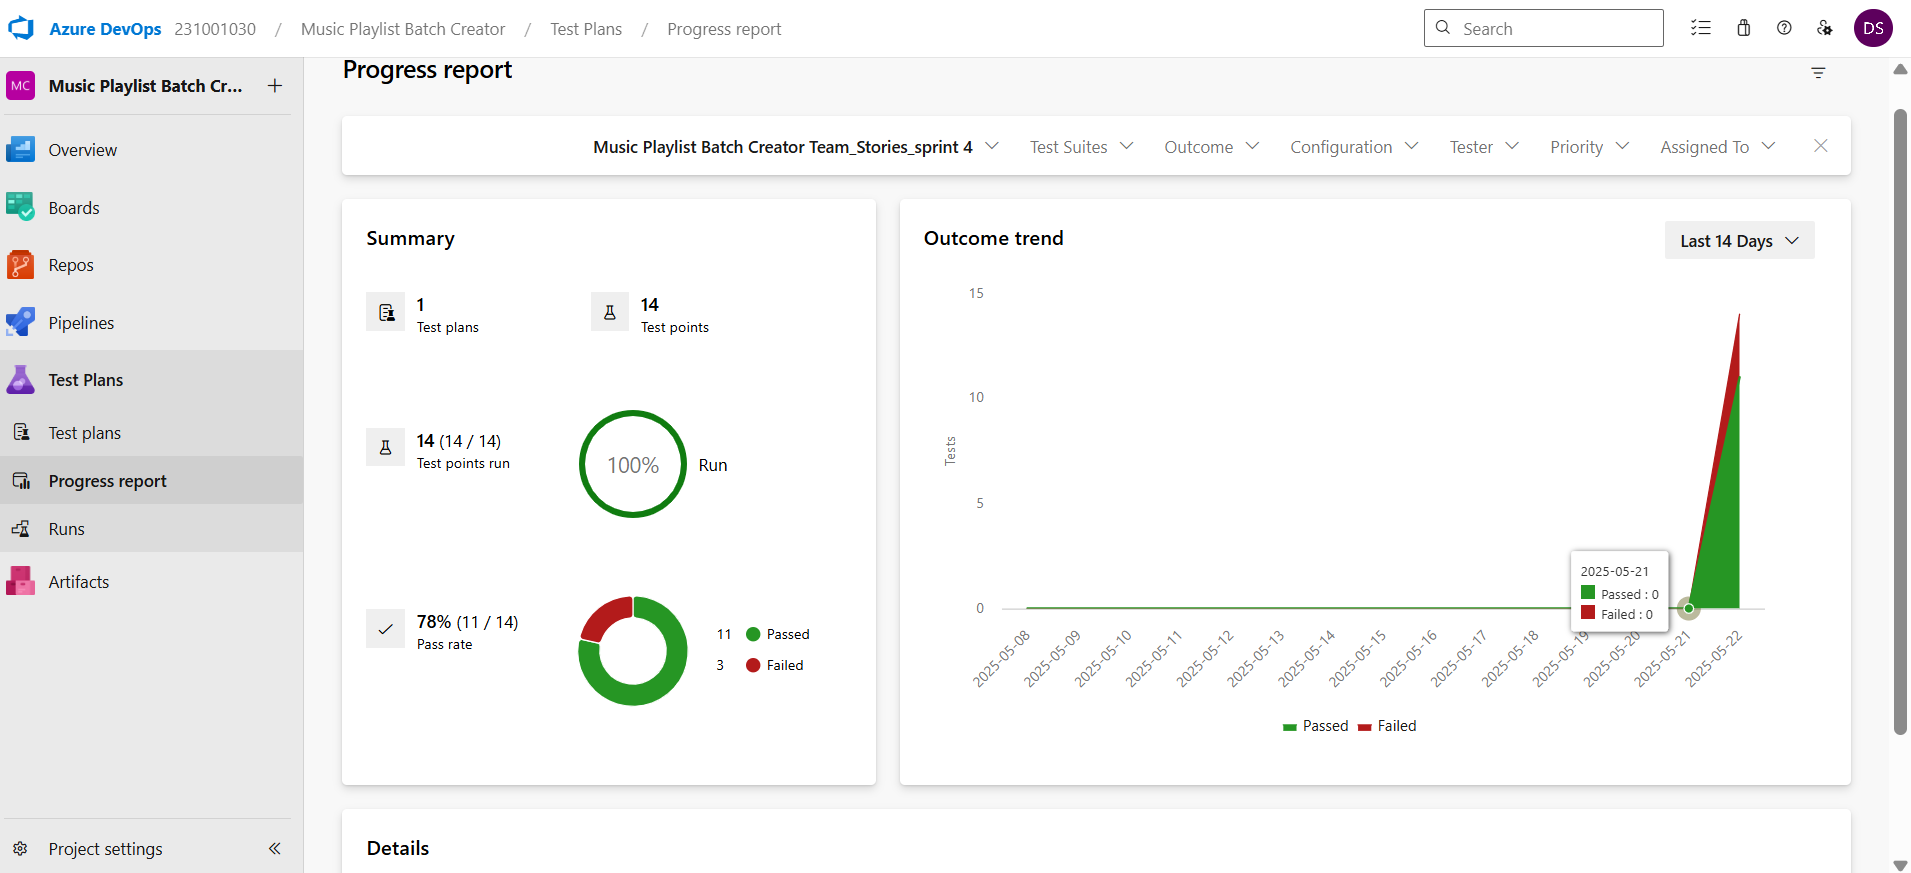 Azure DevOps 231001030 / Music Playlist Batch Creator / Test Plans / Progress report
Search
DS
MC Music Playlist Batch Cr... +
Overview
Boards
Repos
Pipelines
Test Plans
Test plans
Progress report
Runs
Artifacts
Project settings
Progress report
Music Playlist Batch Creator Team_Stories_sprint 4 Test Suites Outcome Configuration Tester Priority Assigned To
Summary
1
Test plans
14
Test points
14 (14 / 14)
Test points run
100%
Run
78% (11 / 14)
Pass rate
11 Passed
3 Failed
Outcome trend
Last 14 Days
15
10
5
0
Tests
2025-05-21
Passed : 0
Failed : 0
2025-05-08
2025-05-09
2025-05-10
2025-05-11
2025-05-12
2025-05-13
2025-05-14
2025-05-15
2025-05-16
2025-05-17
2025-05-18
2025-05-19
2025-05-20
2025-05-21
2025-05-22
Passed Failed
Details